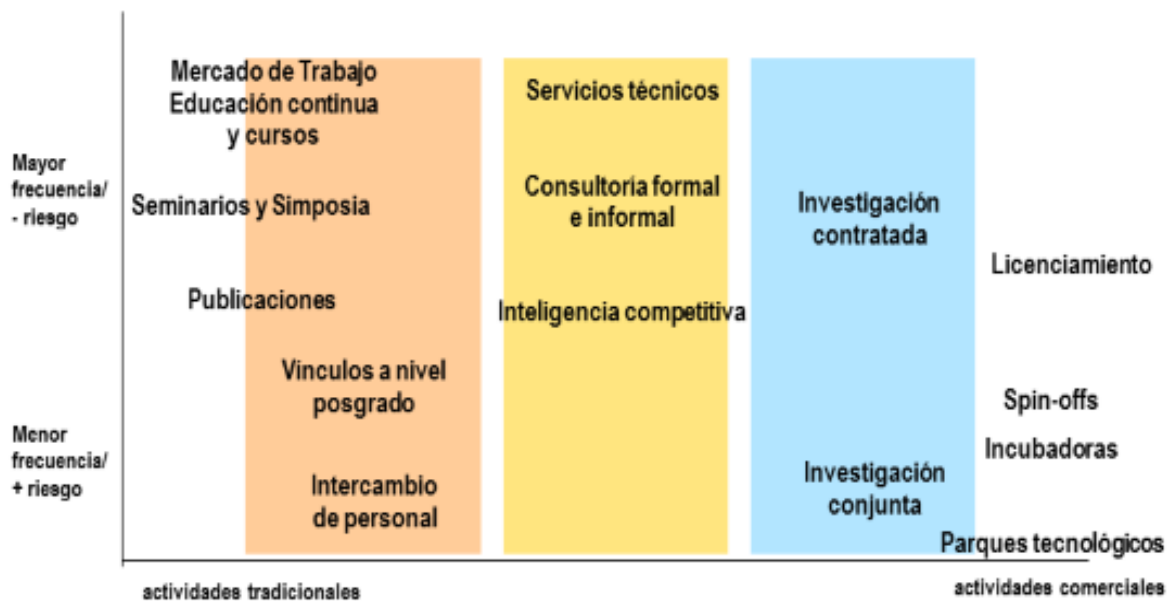 Mercado de Trabajo
Educación continua
y cursos
Seminarios y Simposia
Publicaciones
Vinculos a nivel
posgrado
Intercambio
de personal
Servicios técnicos
Consultoría formal
e informal
Inteligencia competitiva
Investigación
contratada
Investigación
conjunta
Licenciamiento
Spin-offs
Incubadoras
Parques tecnológicos
Mayor
frecuencia/
- riesgo
Menor
frecuencia/
+ riesgo
actividades tradicionales
actividades comerciales